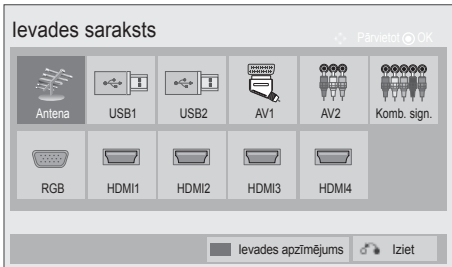 Ievades saraksts
Pārvietot OK
Antena USB1 USB2 AV1 AV2 Komb. sign.
RGB HDMI1 HDMI2 HDMI3 HDMI4
Ievades apzīmējums Iziet